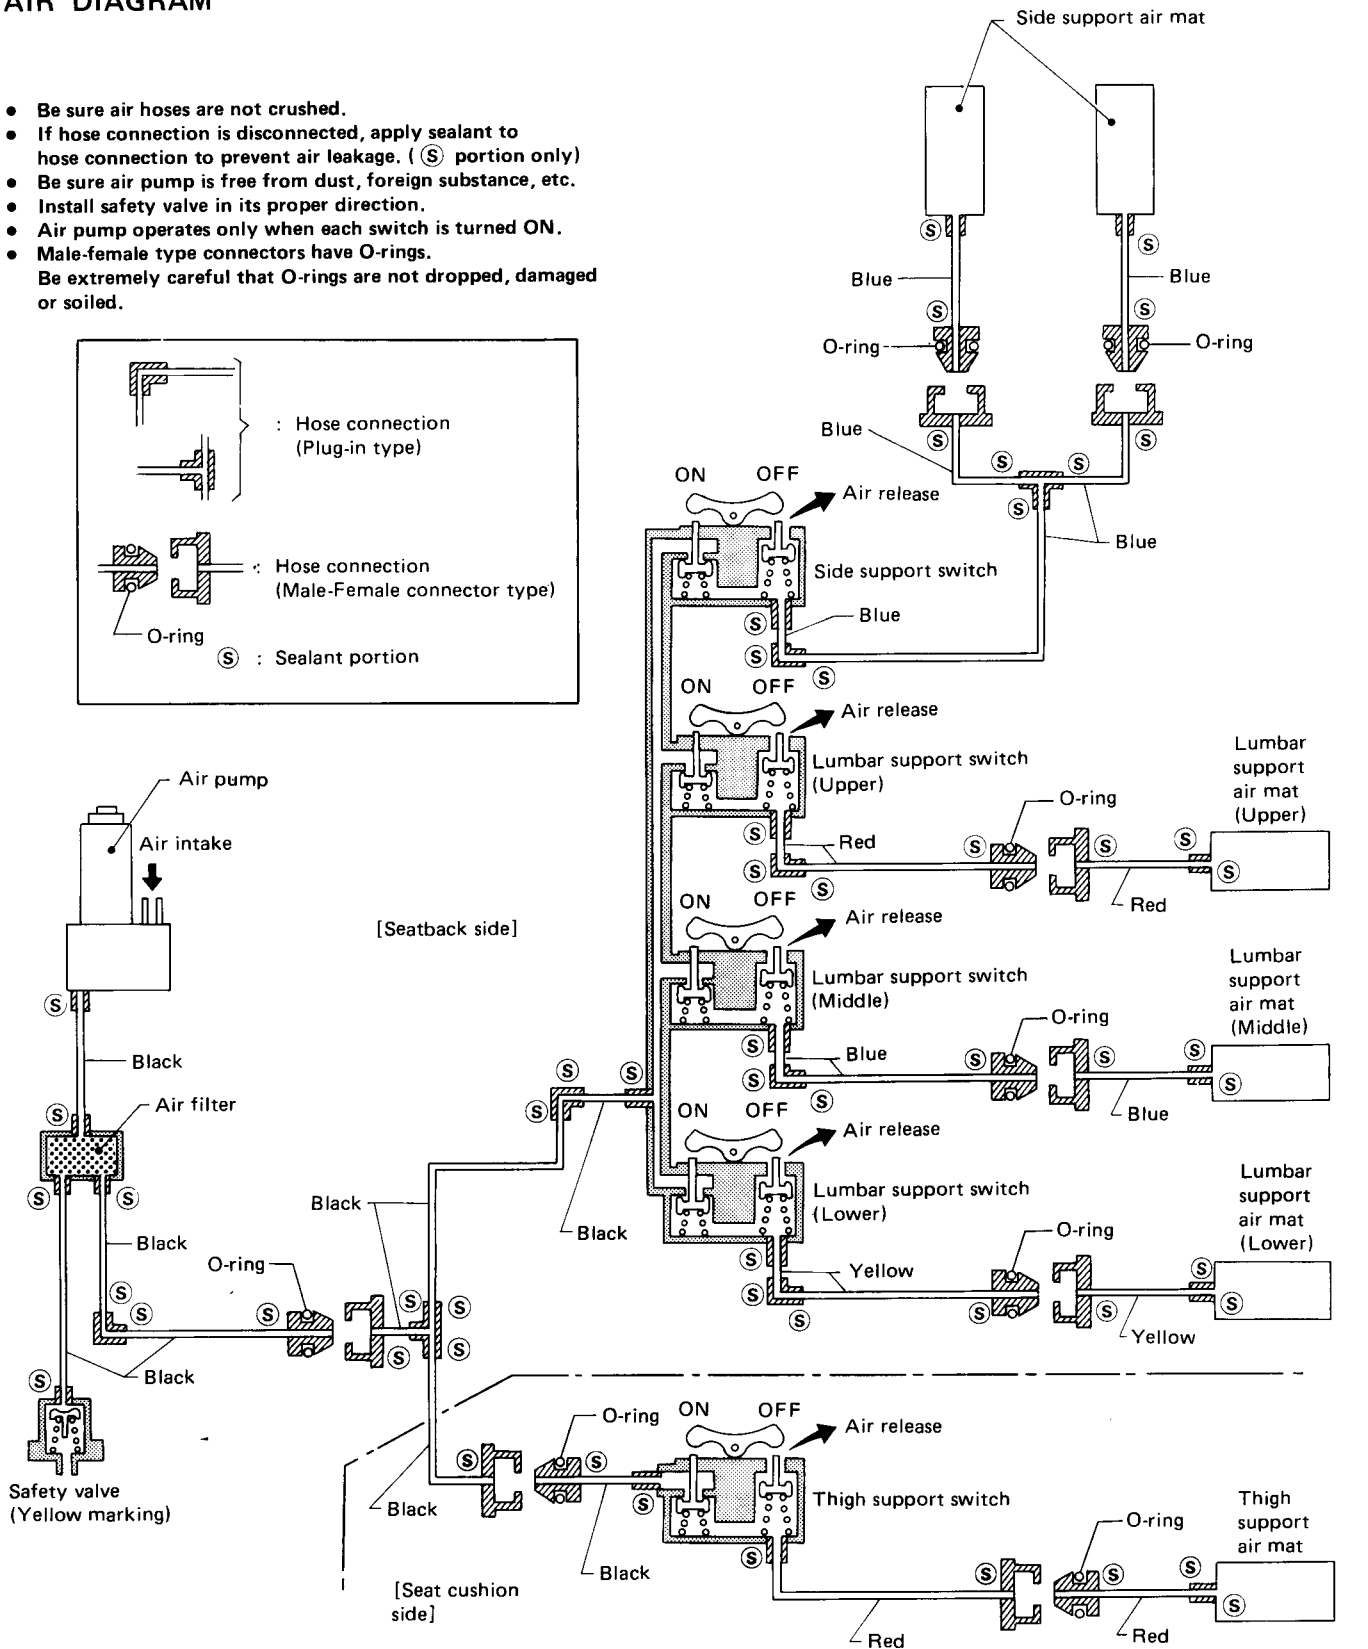 AIR DIAGRAM
• Be sure air hoses are not crushed.
• If hose connection is disconnected, apply sealant to
hose connection to prevent air leakage. ( Ⓢ portion only)
• Be sure air pump is free from dust, foreign substance, etc.
• Install safety valve in its proper direction.
• Air pump operates only when each switch is turned ON.
• Male-female type connectors have O-rings.
Be extremely careful that O-rings are not dropped, damaged
or soiled.
: Hose connection
(Plug-in type)
: Hose connection
(Male-Female connector type)
O-ring
Ⓢ : Sealant portion
Side support air mat
Ⓢ Ⓢ
Blue Blue
Ⓢ Ⓢ
O-ring O-ring
Blue Ⓢ Ⓢ
Ⓢ Ⓢ
Ⓢ
Blue
ON OFF
Air release
Side support switch
Ⓢ Blue
Ⓢ
Ⓢ
ON OFF
Air release
Lumbar support switch
(Upper)
Ⓢ Red
Ⓢ
Ⓢ
Ⓢ
O-ring
Ⓢ Ⓢ
Ⓢ
Red
Lumbar
support
air mat
(Upper)
ON OFF
Air release
Lumbar support switch
(Middle)
Ⓢ Blue
Ⓢ
Ⓢ
Ⓢ
O-ring
Ⓢ Ⓢ
Ⓢ
Blue
Lumbar
support
air mat
(Middle)
ON OFF
Air release
Lumbar support switch
(Lower)
Ⓢ Yellow
Ⓢ
Ⓢ
Ⓢ
O-ring
Ⓢ Ⓢ
Ⓢ
Yellow
Lumbar
support
air mat
(Lower)
Air pump
Air intake
[Seatback side]
Ⓢ
Black
Ⓢ Air filter
Ⓢ Ⓢ
Black
Ⓢ
Ⓢ
O-ring
Ⓢ
Black
Ⓢ
Safety valve
(Yellow marking)
Black
Ⓢ Ⓢ
Ⓢ Ⓢ
Ⓢ
Ⓢ
Ⓢ
Black
Black
Ⓢ
O-ring
Ⓢ
Ⓢ
Black
ON OFF
Air release
Thigh support switch
Ⓢ
Red
Ⓢ
O-ring
Ⓢ
Ⓢ
Ⓢ
Red
Thigh
support
air mat
[Seat cushion
side]